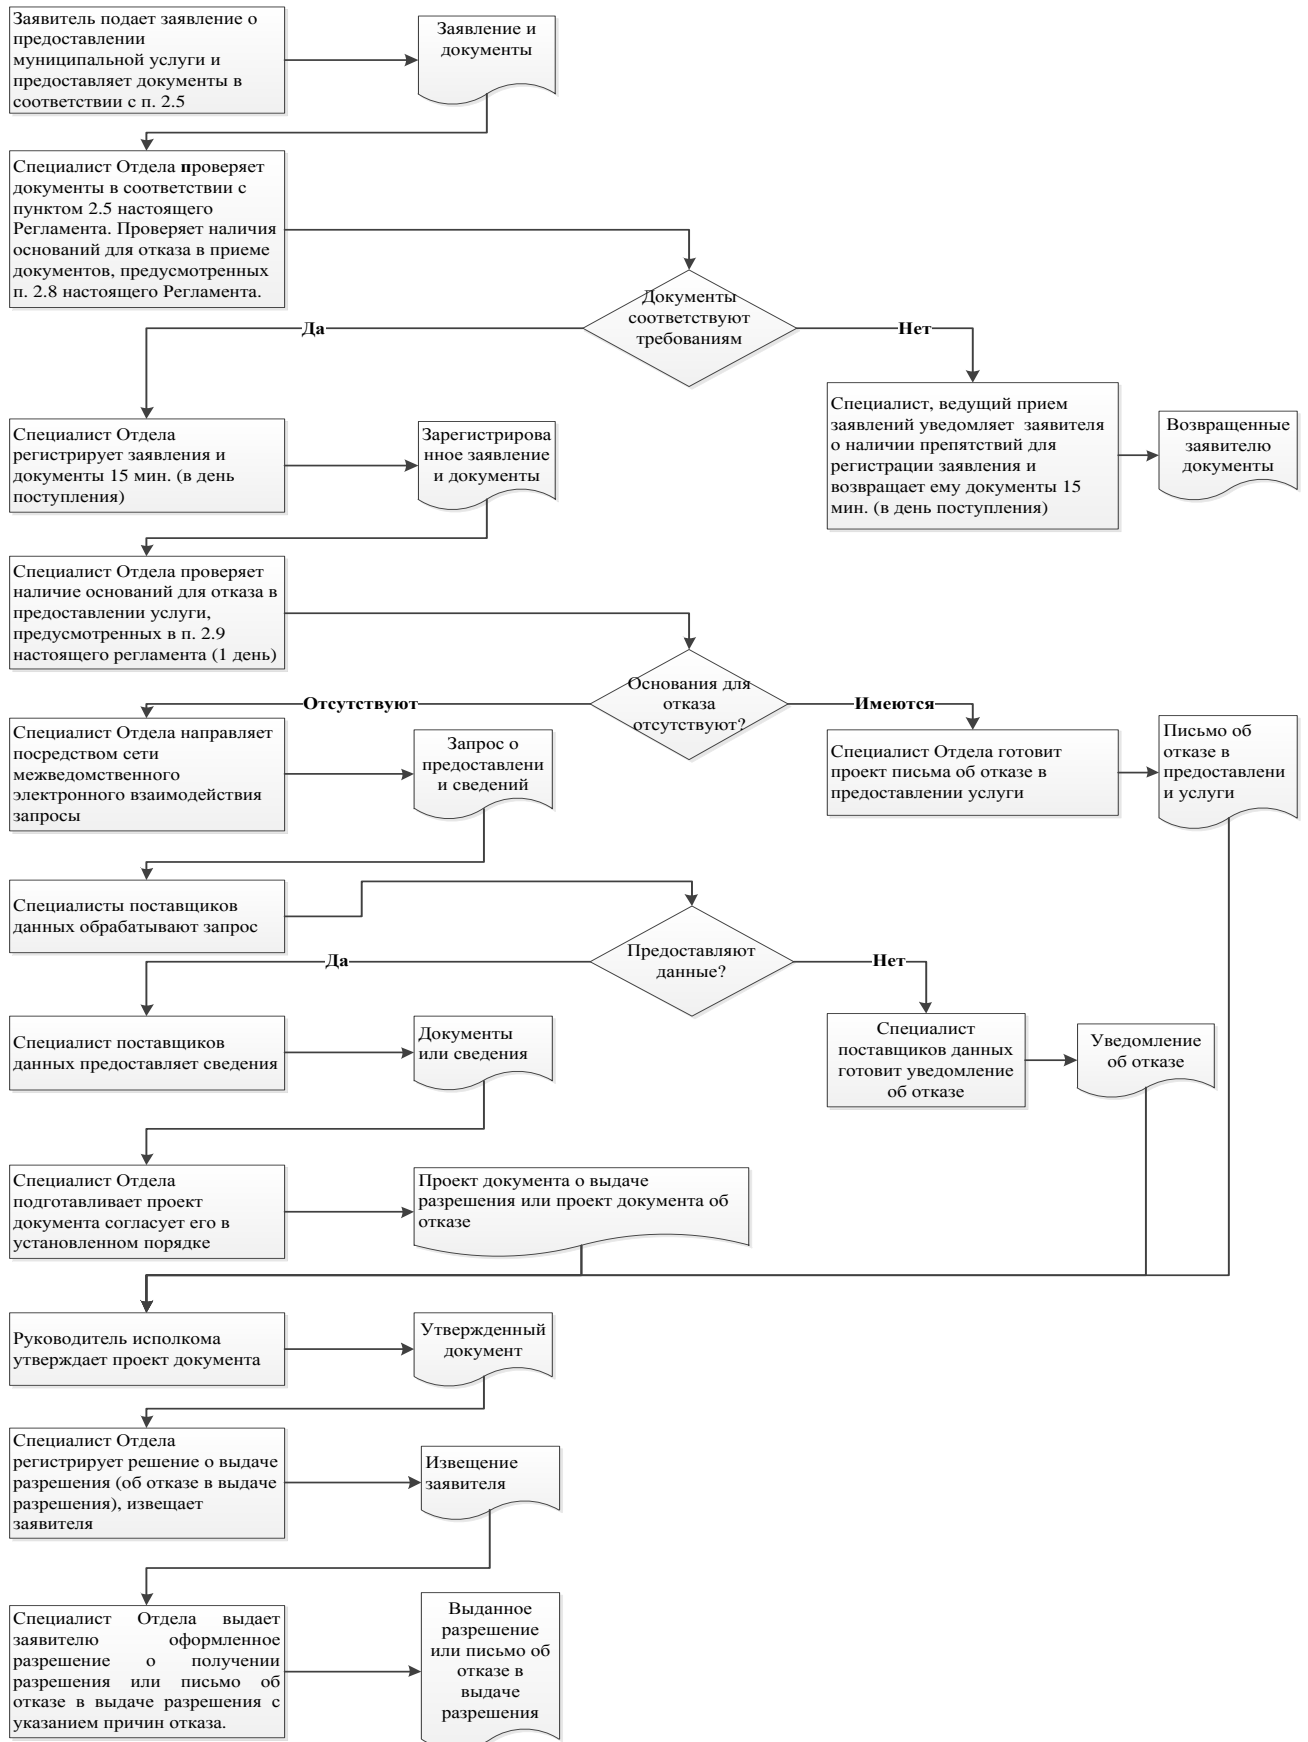 Заявитель подает заявление о
предоставлении
муниципальной услуги и
предоставляет документы в
соответствии с п. 2.5
Заявление и
документы
Специалист Отдела проверяет
документы в соответствии с
пунктом 2.5 настоящего
Регламента. Проверяет наличия
оснований для отказа в приеме
документов, предусмотренных
п. 2.8 настоящего Регламента.
Документы
соответствуют
требованиям
Да
Нет
Специалист Отдела
регистрирует заявления и
документы 15 мин. (в день
поступления)
Зарегистрирова
нное заявление
и документы
Специалист, ведущий прием
заявлений уведомляет заявителя
о наличии препятствий для
регистрации заявления и
возвращает ему документы 15
мин. (в день поступления)
Возвращенные
заявителю
документы
Специалист Отдела проверяет
наличие оснований для отказа в
предоставлении услуги,
предусмотренных в п. 2.9
настоящего регламента (1 день)
Основания для
отказа
отсутствуют?
Отсутствуют
Имеются
Специалист Отдела направляет
посредством сети
межведомственного
электронного взаимодействия
запросы
Запрос о
предоставлени
и сведений
Специалист Отдела готовит
проект письма об отказе в
предоставлении услуги
Письмо об
отказе в
предоставлени
и услуги
Специалисты поставщиков
данных обрабатывают запрос
Предоставляют
данные?
Да
Нет
Специалист поставщиков
данных предоставляет сведения
Документы
или сведения
Специалист
поставщиков данных
готовит уведомление
об отказе
Уведомление
об отказе
Специалист Отдела
подготавливает проект
документа согласует его в
установленном порядке
Проект документа о выдаче
разрешения или проект документа об
отказе
Руководитель исполкома
утверждает проект документа
Утвержденный
документ
Специалист Отдела
регистрирует решение о выдаче
разрешения (об отказе в выдаче
разрешения), извещает
заявителя
Извещение
заявителя
Специалист Отдела выдает
заявителю оформленное
разрешение о получении
разрешения или письмо об
отказе в выдаче разрешения с
указанием причин отказа.
Выданное
разрешение
или письмо об
отказе в
выдаче
разрешения